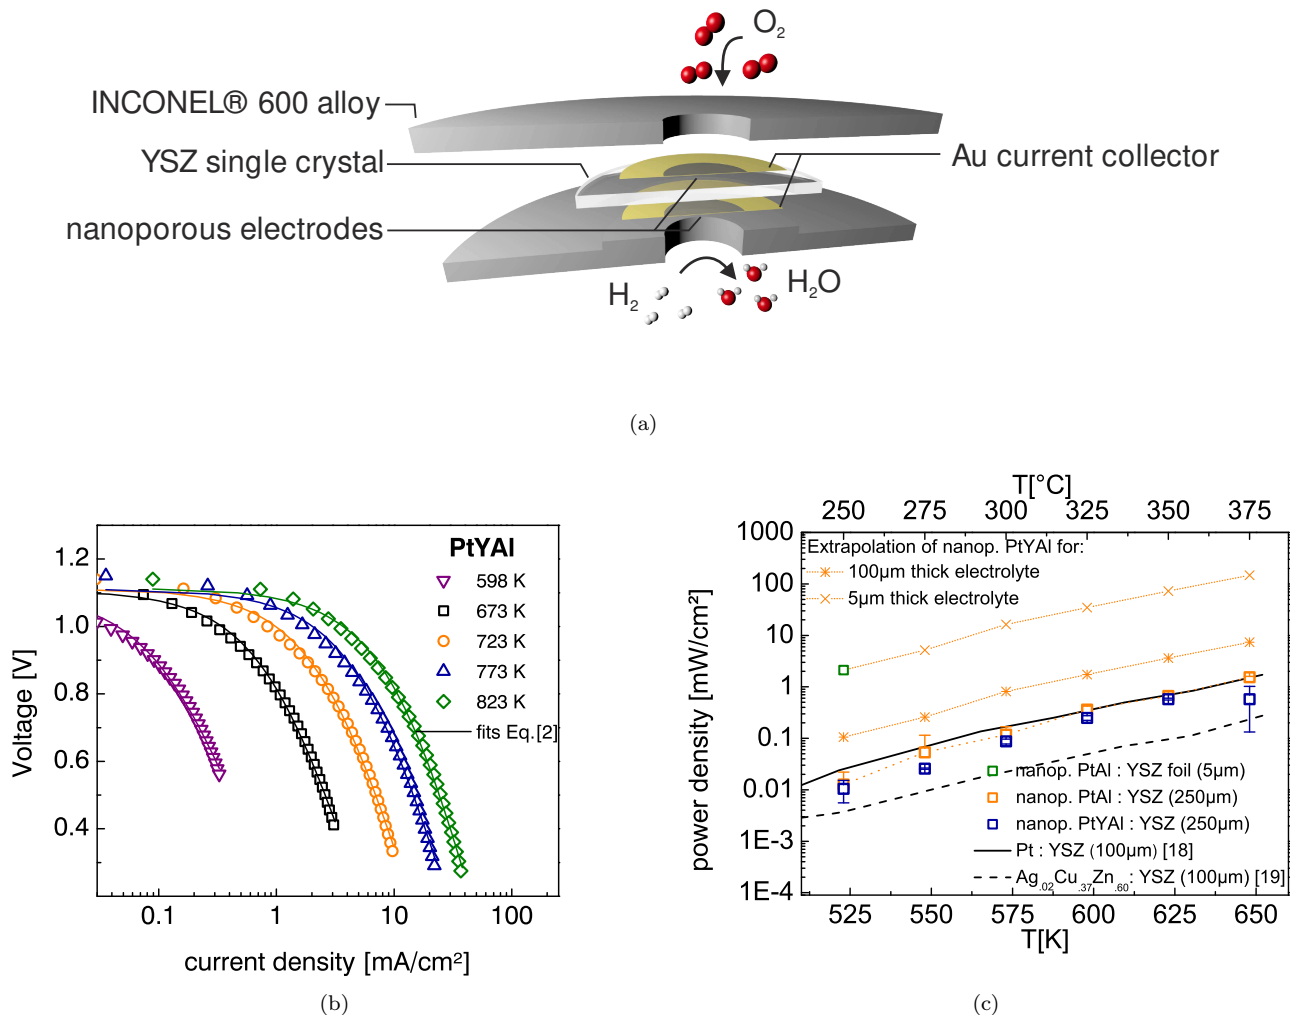 O2
INCONEL® 600 alloy
YSZ single crystal
Au current collector
nanoporous electrodes
H2
H2O
(a)
PtYAl
598 K
673 K
723 K
773 K
823 K
fits Eq.[2]
1.2
1.0
0.8
0.6
0.4
Voltage [V]
0.1
1
10
100
current density [mA/cm²]
(b)
T[°C]
250
275
300
325
350
375
Extrapolation of nanop. PtYAl for:
100µm thick electrolyte
5µm thick electrolyte
1000
100
10
1
0.1
0.01
1E-3
1E-4
power density [mW/cm²]
nanop. PtAl : YSZ foil (5µm)
nanop. PtAl : YSZ (250µm)
nanop. PtYAl : YSZ (250µm)
Pt : YSZ (100µm) [18]
Ag.02Cu.37Zn.60: YSZ (100µm) [19]
525
550
575
600
625
650
T[K]
(c)